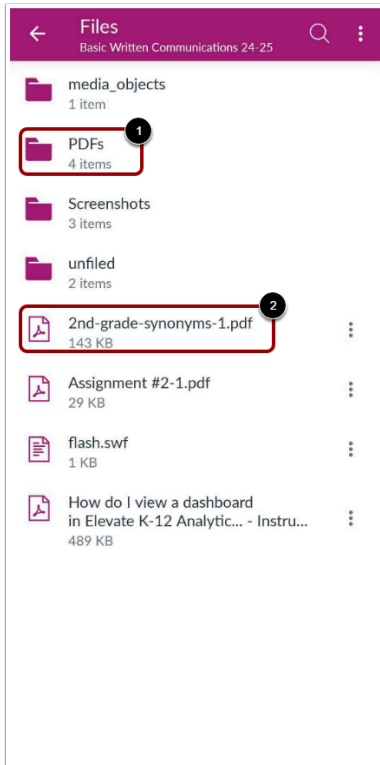 Files
Basic Written Communications 24-25
media_objects
1 item
1
PDFs
4 items
Screenshots
3 items
unfiled
2 items
2
2nd-grade-synonyms-1.pdf
143 KB
Assignment #2-1.pdf
29 KB
flash.swf
1 KB
How do I view a dashboard
in Elevate K-12 Analytic... - Instru...
489 KB